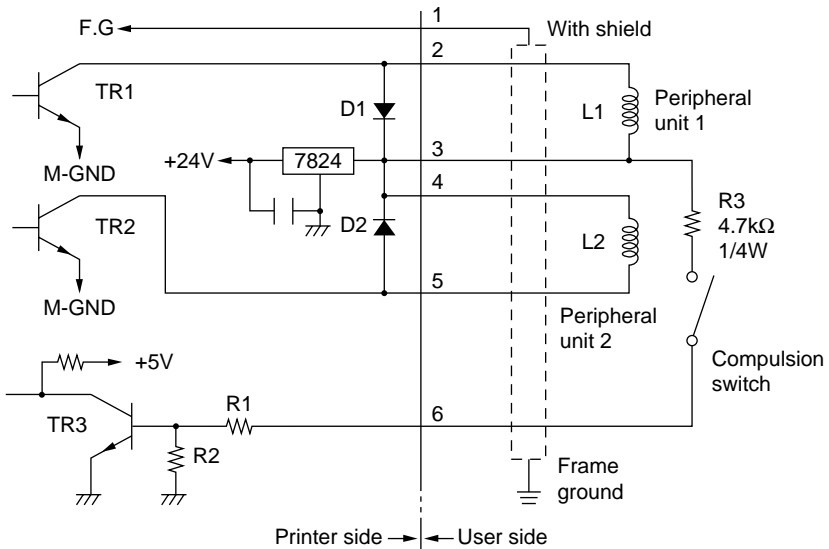 F.G
1
With shield
2
TR1
D1
L1
Peripheral
unit 1
M-GND
+24V
7824
3
4
R3
4.7kΩ
1/4W
TR2
D2
L2
M-GND
5
Peripheral
unit 2
+5V
Compulsion
switch
TR3
R1
6
R2
Frame
ground
Printer side
User side